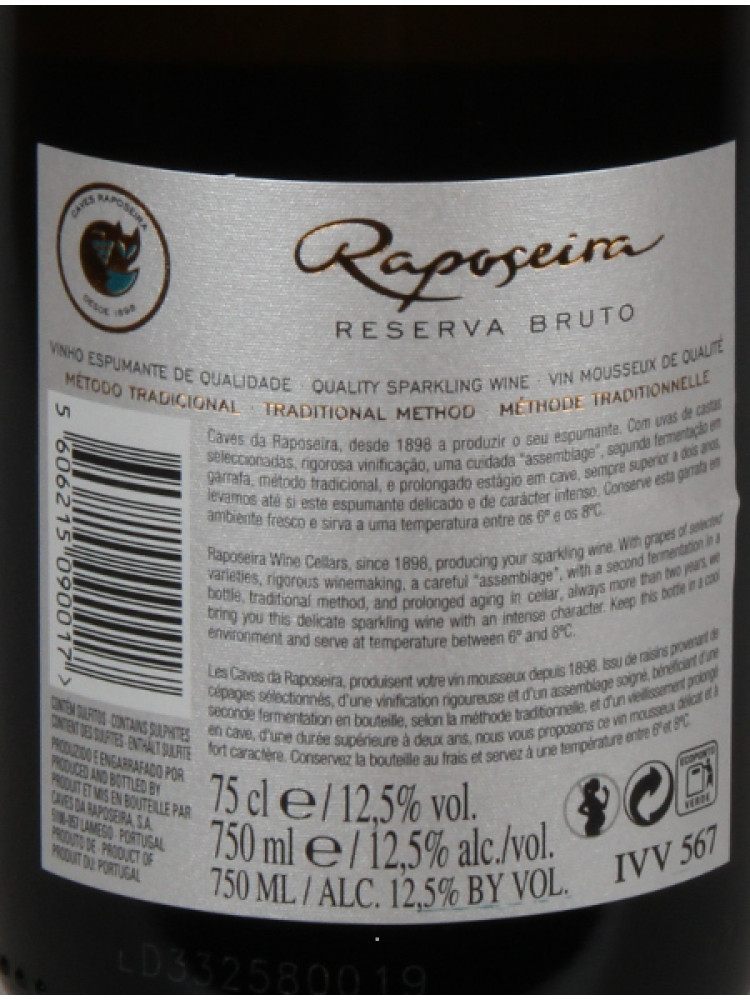 CAVES RAPOSEIRA
DESDE 1898
Raposeira
RESERVA BRUTO
VINHO ESPUMANTE DE QUALIDADE · QUALITY SPARKLING WINE · VIN MOUSSEUX DE QUALITÉ
MÉTODO TRADICIONAL · TRADITIONAL METHOD · MÉTHODE TRADITIONNELLE
Caves da Raposeira, desde 1898 a produzir o seu espumante. Com uvas de castas
seleccionadas, rigorosa vinificação, uma cuidada "assemblage", segunda fermentação em
garrafa, método tradicional, e prolongado estágio em cave, sempre superior a dois anos,
levamos até si este espumante delicado e de carácter intenso. Conserve esta garrafa em
ambiente fresco e sirva a uma temperatura entre os 6º e os 8ºC.
Raposeira Wine Cellars, since 1898, producing your sparkling wine. With grapes of selected
varieties, rigorous winemaking, a careful "assemblage", with a second fermentation in a
bottle, traditional method, and prolonged aging in cellar, always more than two years, we
bring you this delicate sparkling wine with an intense character. Keep this bottle in a cool
environment and serve at temperature between 6º and 8ºC.
Les Caves da Raposeira, produisent votre vin mousseux depuis 1898. Issu de raisins provenant de
cépages sélectionnés, d'une vinification rigoureuse et d'un assemblage soigné, bénéficiant d'une
seconde fermentation en bouteille, selon la méthode traditionnelle, et d'un vieillissement prolongé
en cave, d'une durée supérieure à deux ans, nous vous proposons ce vin mousseux délicat et à
fort caractère. Conservez la bouteille au frais et servez à une température entre 6º et 8ºC.
5 606215 090017 >
CONTÉM SULFITOS · CONTAINS SULPHITES
CONTIENT DES SULFITES · ENTHÄLT SULFITE
PRODUZIDO E ENGARRAFADO POR
PRODUCED AND BOTTLED BY
PRODUIT ET MIS EN BOUTEILLE PAR
CAVES DA RAPOSEIRA, S.A.
5100-057 LAMEGO - PORTUGAL
PRODUTO DE · PRODUCT OF
PRODUIT DU: PORTUGAL
75 cl e / 12,5% vol.
750 ml e / 12,5% alc./vol.
750 ML / ALC. 12,5% BY VOL.
ECOPONTO
VERDE
IVV 567
LD332580019